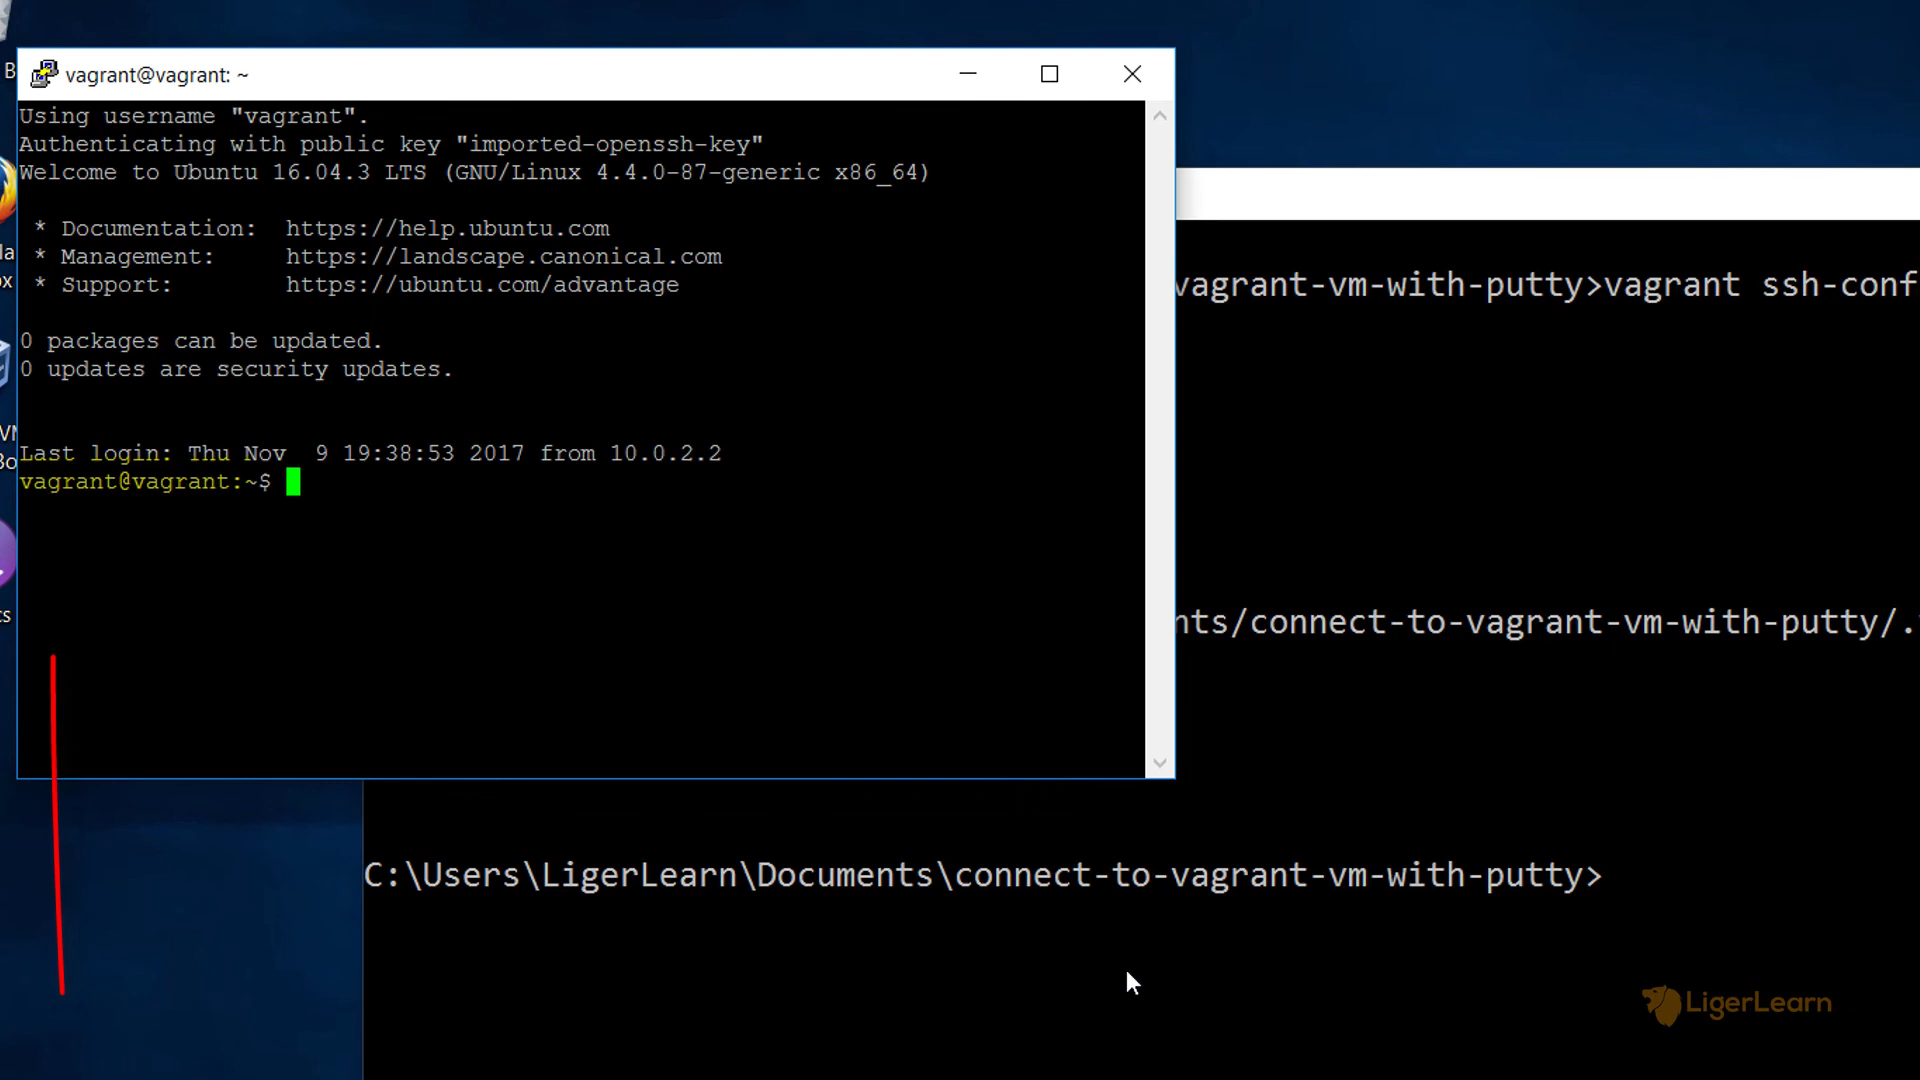 vagrant@vagrant: ~
Using username "vagrant".
Authenticating with public key "imported-openssh-key"
Welcome to Ubuntu 16.04.3 LTS (GNU/Linux 4.4.0-87-generic x86_64)
* Documentation: https://help.ubuntu.com
* Management: https://landscape.canonical.com
* Support: https://ubuntu.com/advantage
0 packages can be updated.
0 updates are security updates.
Last login: Thu Nov  9 19:38:53 2017 from 10.0.2.2
vagrant@vagrant:~$
vagrant-vm-with-putty>vagrant ssh-conf
nts/connect-to-vagrant-vm-with-putty/.
C:\Users\LigerLearn\Documents\connect-to-vagrant-vm-with-putty>
LigerLearn